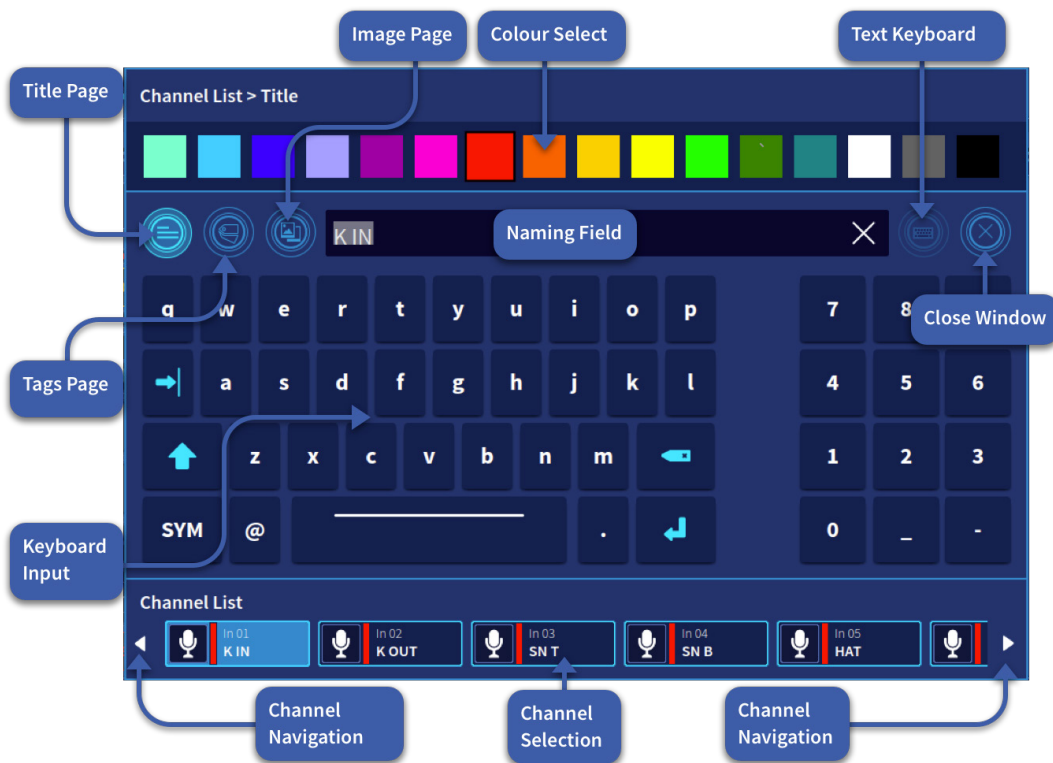 Image Page
Colour Select
Text Keyboard
Title Page
Channel List > Title
K IN
Naming Field
q w e r t y u i o p
7 8
Close Window
Tags Page
a s d f g h j k l
4 5 6
z x c v b n m
1 2 3
SYM @ .
0 _ -
Keyboard
Input
Channel List
In 01
K IN
In 02
K OUT
In 03
SN T
In 04
SN B
In 05
HAT
Channel
Navigation
Channel
Selection
Channel
Navigation